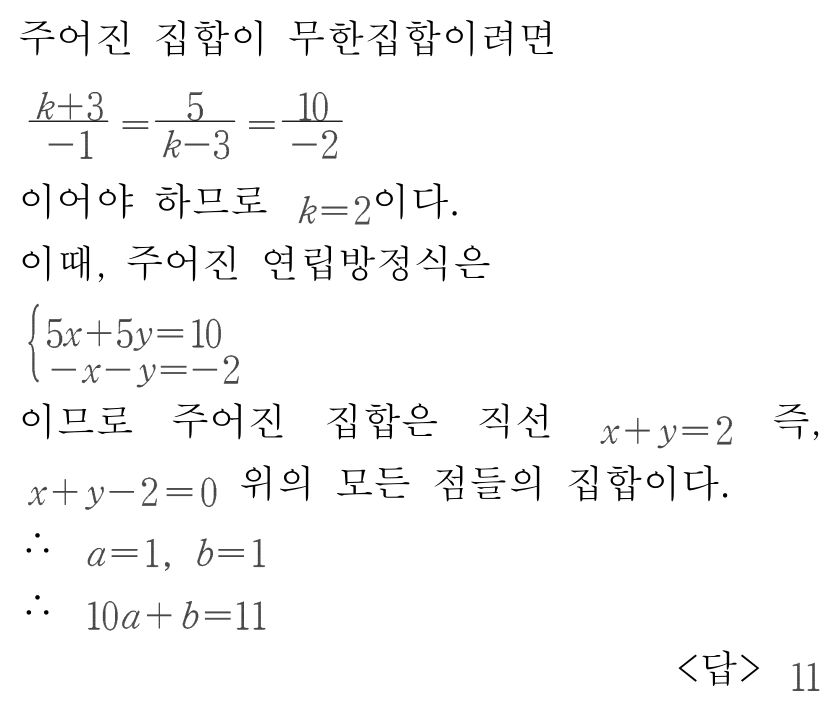 주어진 집합이 무한집합이려면
\frac{k+3}{-1}=\frac{5}{k-3}=\frac{10}{-2}
이어야 하므로 k=2이다.
이때, 주어진 연립방정식은
{5x+5y=10
-x-y=-2
이므로 주어진 집합은 직선 x+y=2 즉,
x+y-2=0 위의 모든 점들의 집합이다.
∴ a=1, b=1
∴ 10a+b=11
<답> 11